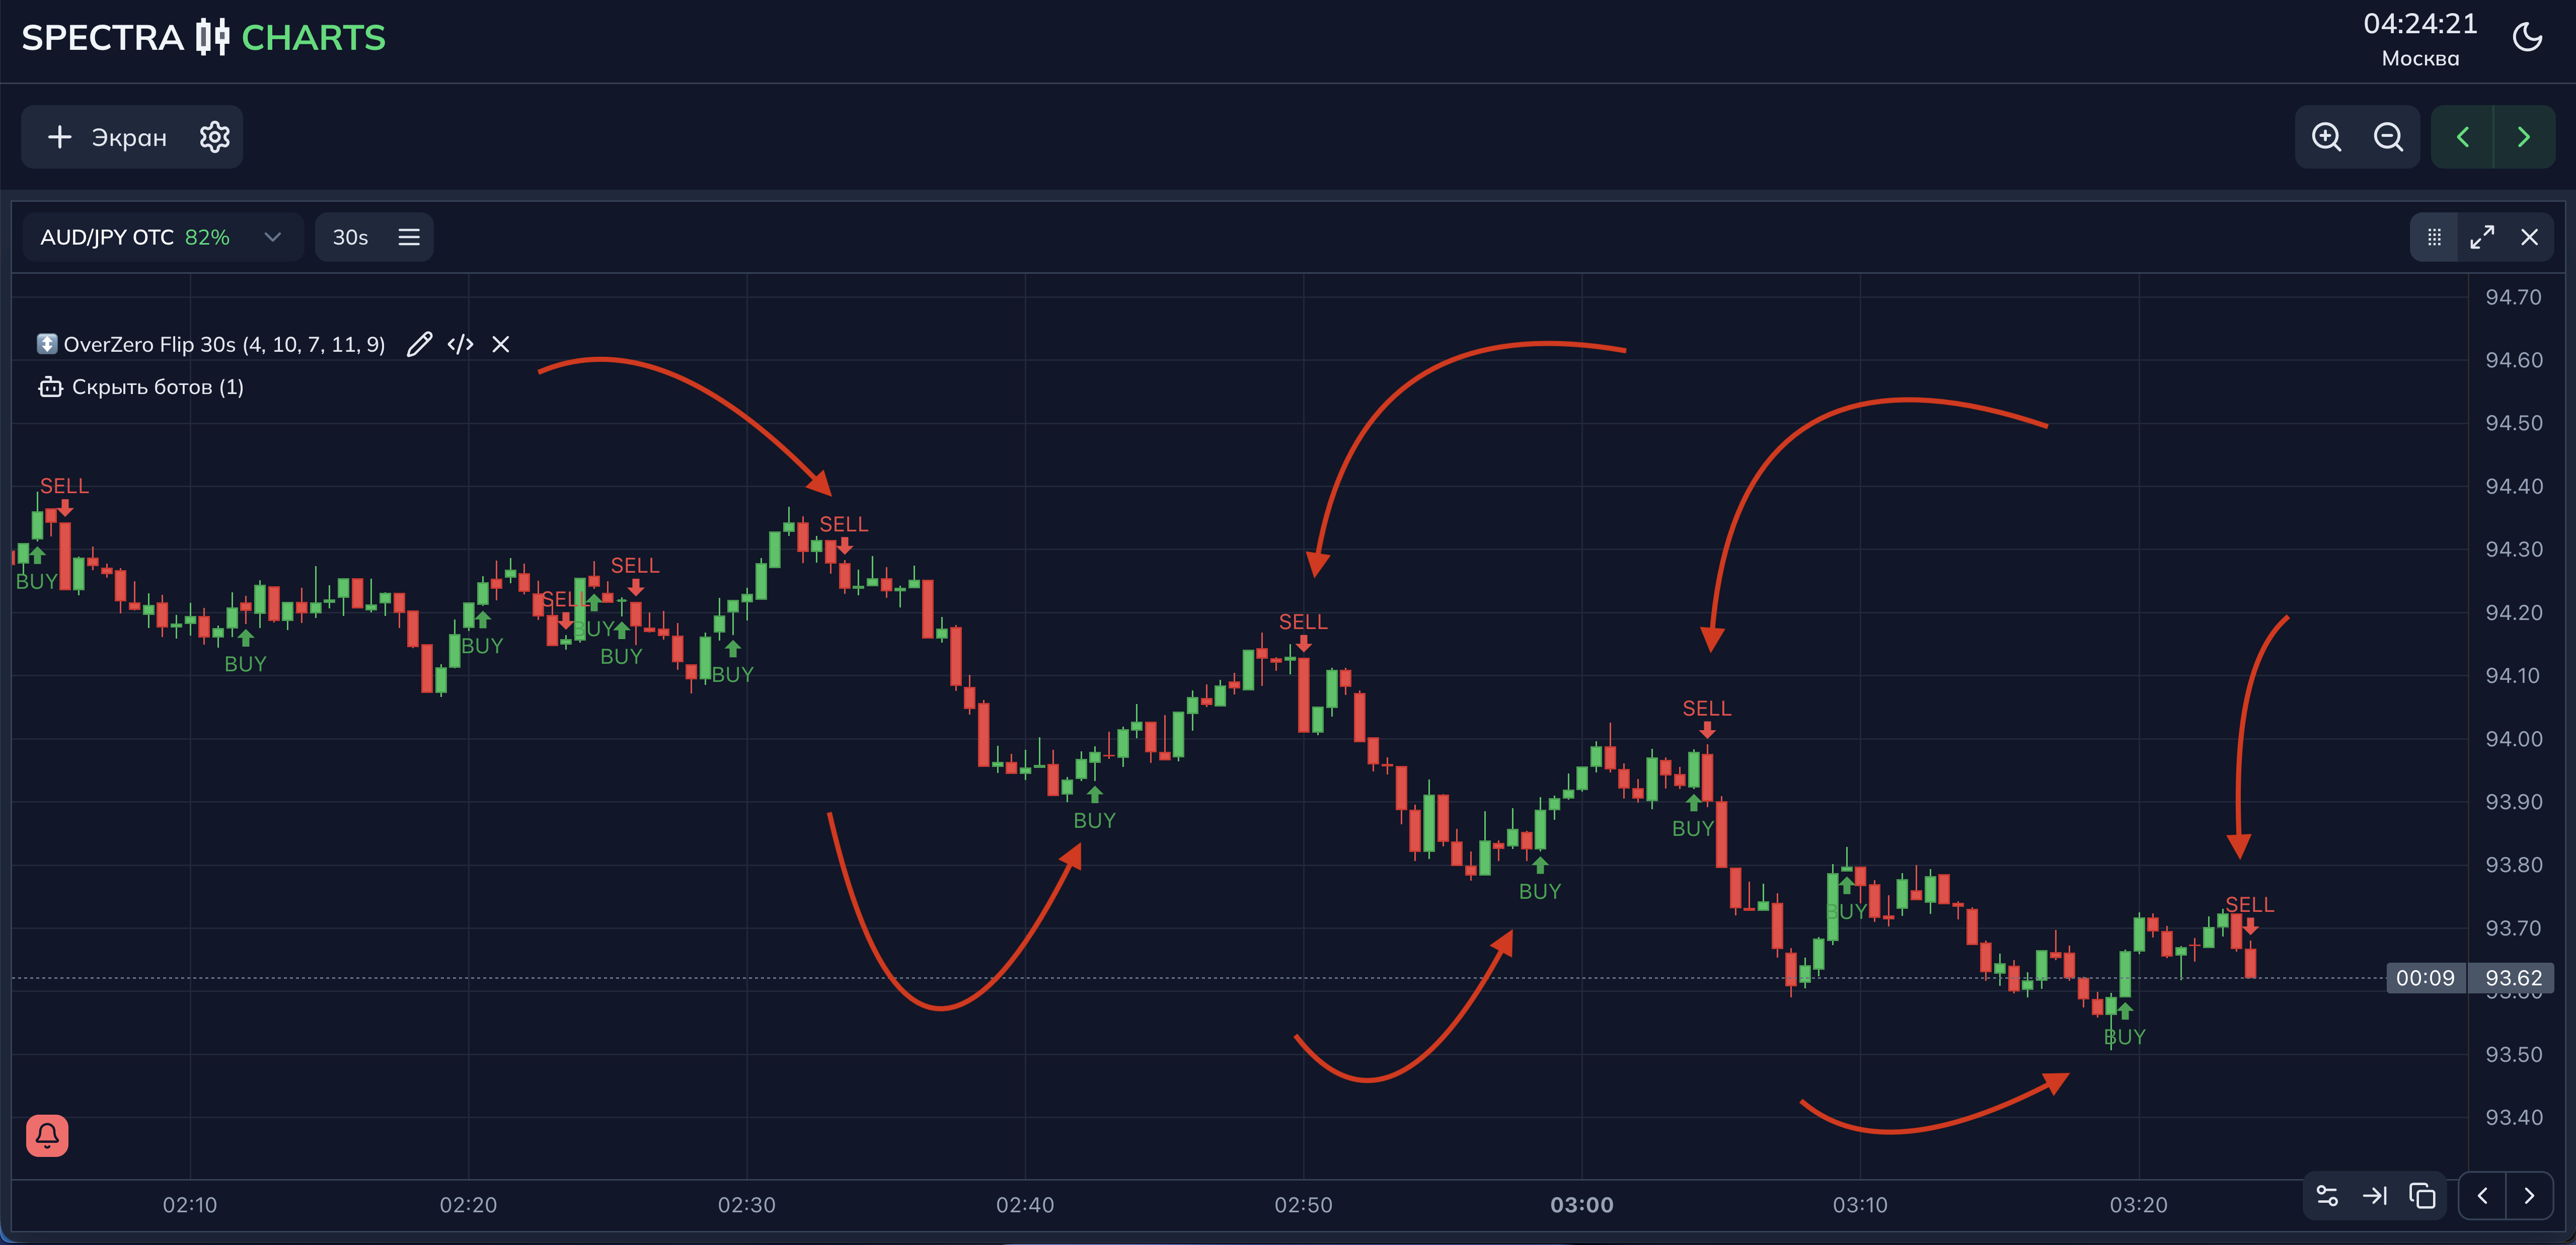 SPECTRA CHARTS
04:24:21
Москва
Экран
AUD/JPY OTC 82%
30s
OverZero Flip 30s (4, 10, 7, 11, 9)
Скрыть ботов (1)
94.70
94.60
94.50
94.40
94.30
94.20
94.10
94.00
93.90
93.80
93.70
00:09
93.62
93.60
93.50
93.40
SELL
BUY
BUY
BUY
SELL
BUY
SELL
BUY
BUY
SELL
BUY
SELL
BUY
SELL
BUY
BUY
BUY
SELL
02:10
02:20
02:30
02:40
02:50
03:00
03:10
03:20